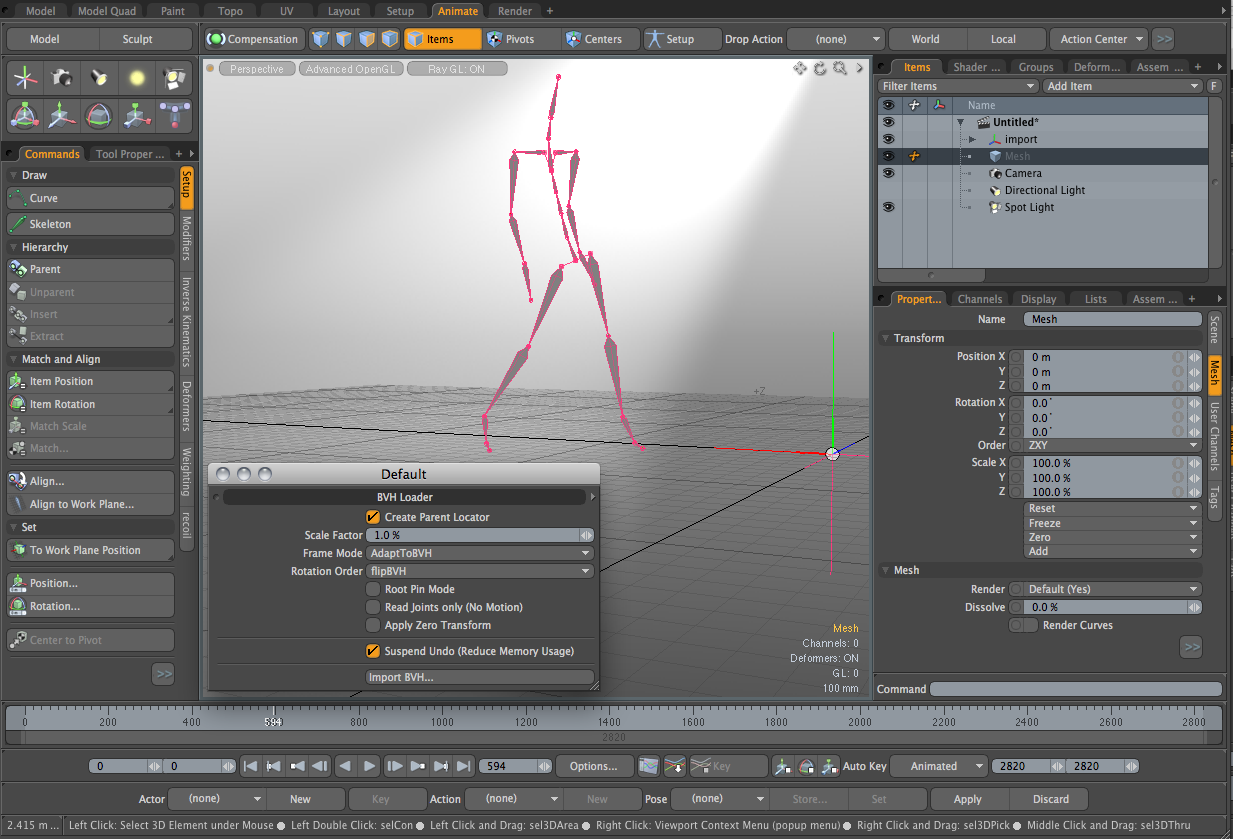 Model Model Quad Paint Topo UV Layout Setup Animate Render +
Model Sculpt Compensation Items Pivots Centers Setup Drop Action (none) World Local Action Center >>
Perspective Advanced OpenGL Ray GL: ON
Items Shader ... Groups Deform... Assem ... +
Filter Items Add Item F
Name
Untitled*
import
Mesh
Camera
Directional Light
Spot Light
Commands Tool Proper ... +
Draw
Curve
Skeleton
Hierarchy
Parent
Unparent
Insert
Extract
Match and Align
Item Position
Item Rotation
Match Scale
Match...
Align...
Align to Work Plane...
Set
To Work Plane Position
Position...
Rotation...
Center to Pivot
>>
Setup
Modifiers
Inverse Kinematics
Deformers
Weighting
recoil
+Z
Default
BVH Loader
Create Parent Locator
Scale Factor 1.0 %
Frame Mode AdaptToBVH
Rotation Order flipBVH
Root Pin Mode
Read Joints only (No Motion)
Apply Zero Transform
Suspend Undo (Reduce Memory Usage)
Import BVH...
Mesh
Channels: 0
Deformers: ON
GL: 0
100 mm
Propert... Channels Display Lists Assem ... +
Name Mesh
Transform
Position X 0 m
Y 0 m
Z 0 m
Rotation X 0.0°
Y 0.0°
Z 0.0°
Order ZXY
Scale X 100.0 %
Y 100.0 %
Z 100.0 %
Reset
Freeze
Zero
Add
Mesh
Render Default (Yes)
Dissolve 0.0 %
Render Curves
>>
Scene
Mesh
User Channels
Tags
Command
0 200 400 594 800 1000 1200 1400 1600 1800 2000 2200 2400 2600 2800
2820
0 0 594 Options... Key Auto Key Animated 2820 2820
Actor (none) New Key Action (none) New Pose (none) Store... Set Apply Discard
2.415 m ... Left Click: Select 3D Element under Mouse ● Left Double Click: selCon ● Left Click and Drag: sel3DArea ● Right Click: Viewport Context Menu (popup menu) ● Right Click and Drag: sel3DPick ● Middle Click and Drag: sel3DThru